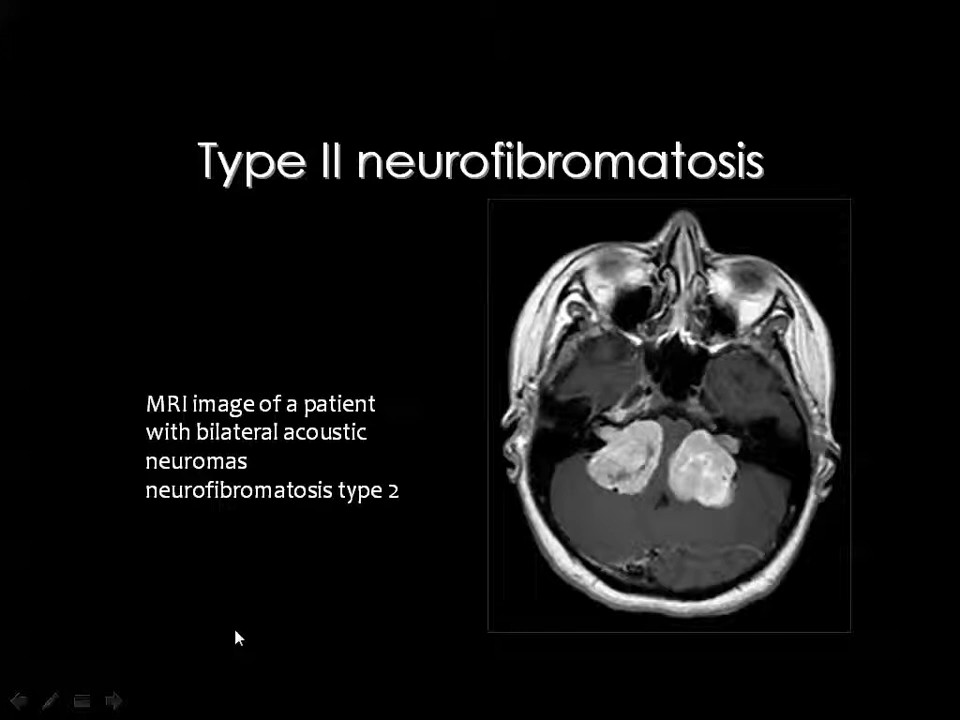 Type II neurofibromatosis
MRI image of a patient
with bilateral acoustic
neuromas
neurofibromatosis type 2